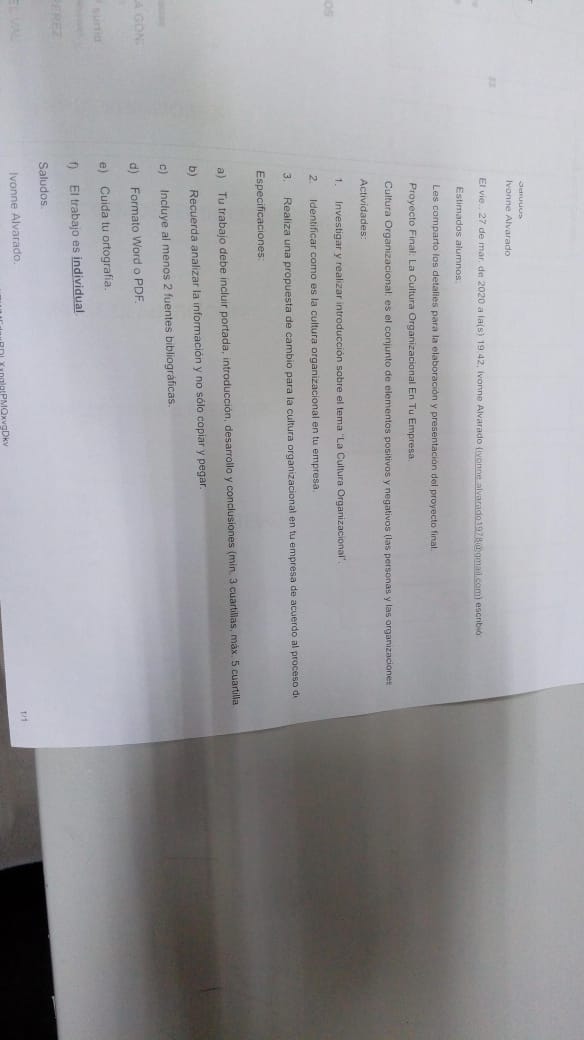 Saludos
Ivonne Alvarado
El vie., 27 de mar. de 2020 a la(s) 19:42, Ivonne Alvarado (ivonne.alvarado1978@gmail.com) escribió:
Estimados alumnos:
Les comparto los detalles para la elaboración y presentación del proyecto final.
Proyecto Final: La Cultura Organizacional En Tu Empresa.
Cultura Organizacional: es el conjunto de elementos positivos y negativos (las personas y las organizaciones
Actividades:
1. Investigar y realizar introducción sobre el tema "La Cultura Organizacional".
2. Identificar como es la cultura organizacional en tu empresa.
3. Realiza una propuesta de cambio para la cultura organizacional en tu empresa de acuerdo al proceso de
Especificaciones:
a) Tu trabajo debe incluir portada, introducción, desarrollo y conclusiones (min. 3 cuartillas, máx. 5 cuartilla
b) Recuerda analizar la información y no sólo copiar y pegar.
c) Incluye al menos 2 fuentes bibliográficas.
d) Formato Word o PDF.
e) Cuida tu ortografía.
f) El trabajo es individual.
Saludos.
Ivonne Alvarado.
1/1